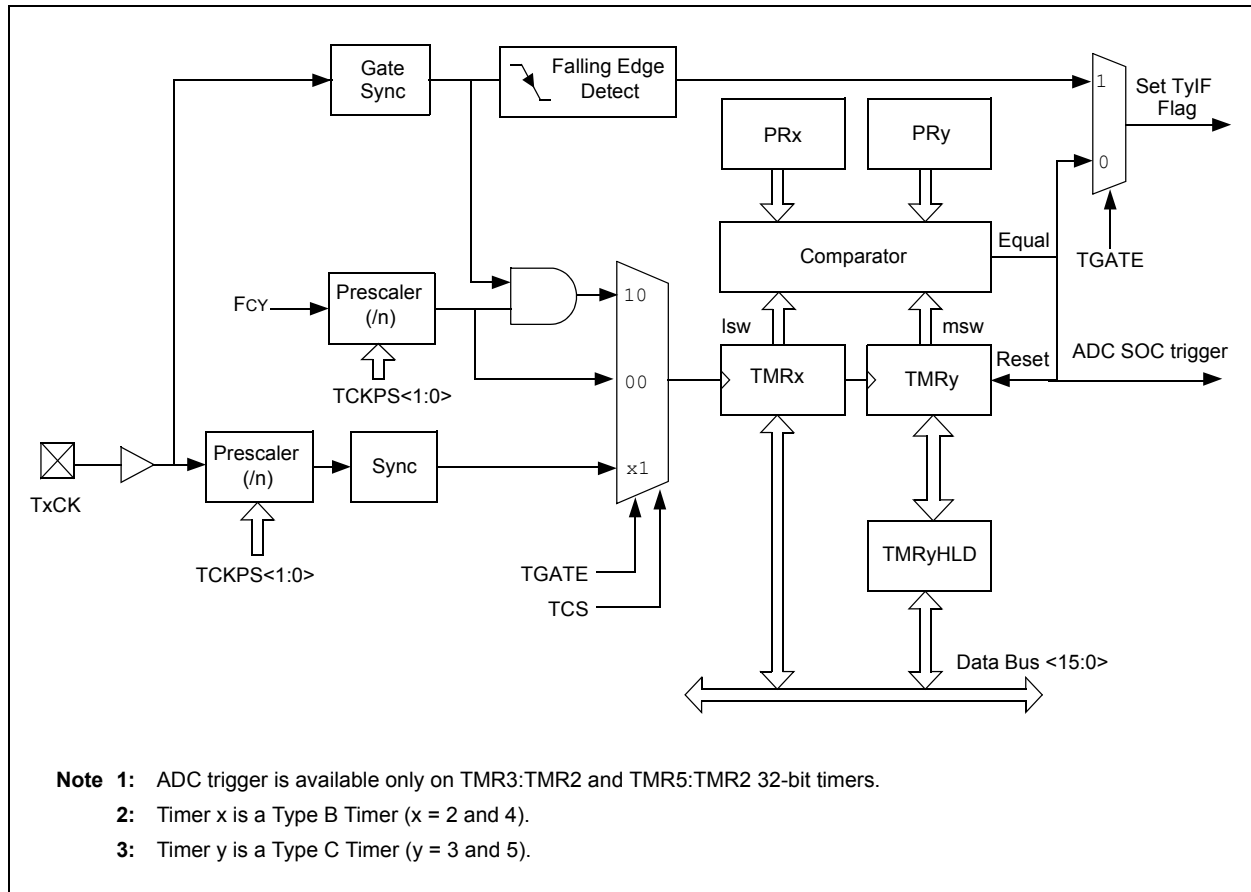 Gate
Sync
Falling Edge
Detect
1
Set TyIF
Flag
PRx
PRy
0
Equal
Comparator
TGATE
FCY
Prescaler
(/n)
10
lsw
msw
TCKPS<1:0>
00
TMRx
TMRy
Reset
ADC SOC trigger
TxCK
Prescaler
(/n)
Sync
x1
TCKPS<1:0>
TGATE
TCS
TMRyHLD
Data Bus <15:0>
Note 1: ADC trigger is available only on TMR3:TMR2 and TMR5:TMR2 32-bit timers.
2: Timer x is a Type B Timer (x = 2 and 4).
3: Timer y is a Type C Timer (y = 3 and 5).